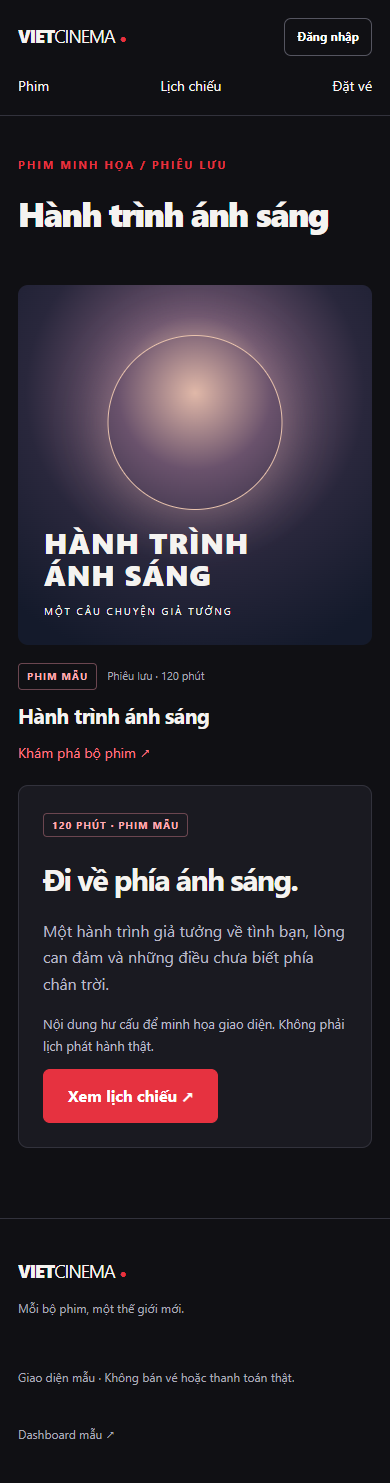 VIETCINEMA
Đăng nhập
Phim
Lịch chiếu
Đặt vé
PHIM MINH HỌA / PHIÊU LƯU
Hành trình ánh sáng
HÀNH TRÌNH
ÁNH SÁNG
MỘT CÂU CHUYỆN GIẢ TƯỞNG
PHIM MẪU
Phiêu lưu · 120 phút
Hành trình ánh sáng
Khám phá bộ phim ↗
120 PHÚT · PHIM MẪU
Đi về phía ánh sáng.
Một hành trình giả tưởng về tình bạn, lòng
can đảm và những điều chưa biết phía
chân trời.
Nội dung hư cấu để minh họa giao diện. Không phải
lịch phát hành thật.
Xem lịch chiếu ↗
VIETCINEMA
Mỗi bộ phim, một thế giới mới.
Giao diện mẫu · Không bán vé hoặc thanh toán thật.
Dashboard mẫu ↗